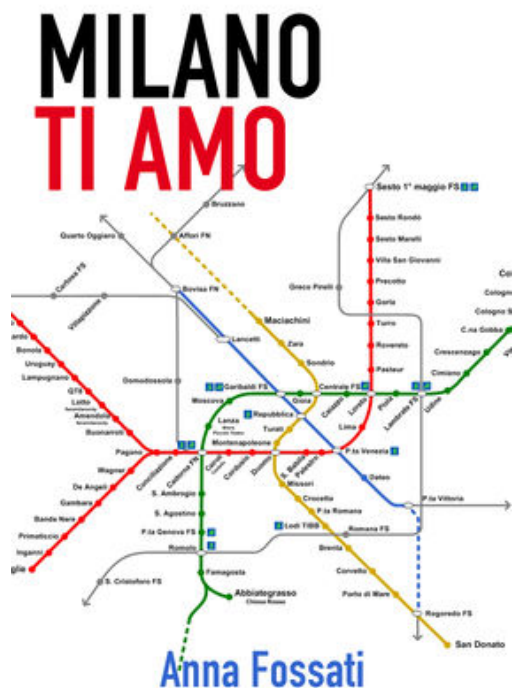 MILANO
TI AMO
Sesto 1° maggio FS
Bruzzano
Quarto Oggiaro
Affori FN
Sesto Rondò
Sesto Marelli
Villa San Giovanni
Precotto
Gorla
Turro
Rovereto
Pasteur
Greco Pirelli
Certosa FS
Villapizzone
Bovisa FN
Lancetti
Maciachini
Zara
Sondrio
Cologno
C.na Gobba
Crescenzago
Cimiano
Udine
Bonola
Uruguay
Lampugnano
QT8
Lotto
Amendola
Buonarroti
Pagano
Domodossola
Garibaldi FS
Moscova
Gioia
Centrale FS
Caiazzo
Loreto
Piola
Lambrate FS
Lanza
Repubblica
Turati
Lima
Montenapoleone
Conciliazione
Cadorna FN
Cairoli
Cordusio
Duomo
S. Babila
Palestro
P.ta Venezia
Wagner
De Angeli
Gambara
Bande Nere
Primaticcio
Inganni
S. Ambrogio
S. Agostino
P.ta Genova FS
Romolo
Famagosta
Abbiategrasso
Chiesa Rossa
S. Cristoforo FS
Missori
Crocetta
P.ta Romana
Lodi TIBB
Romana FS
Brenta
Corvetto
Porto di Mare
Rogoredo FS
San Donato
Dateo
P.ta Vittoria
Anna Fossati